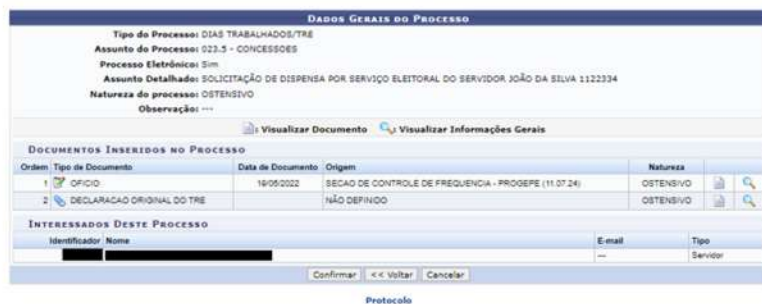 DADOS GERAIS DO PROCESSO
Tipo do Processo: DIAS TRABALHADOS/TRE
Assunto do Processo: 023.5 - CONCESSOES
Processo Eletrônico: Sim
Assunto Detalhado: SOLICITAÇÃO DE DISPENSA POR SERVIÇO ELEITORAL DO SERVIDOR JOÃO DA SILVA 1122334
Natureza do processo: OSTENSIVO
Observação: ---
: Visualizar Documento : Visualizar Informações Gerais
DOCUMENTOS INSERIDOS NO PROCESSO
Ordem Tipo de Documento Data de Documento Origem Natureza
1 OFICIO 19/05/2022 SECAO DE CONTROLE DE FREQUENCIA - PROGEPE (11.07.24) OSTENSIVO
2 DECLARACAO ORIGINAL DO TRE NÃO DEFINIDO OSTENSIVO
INTERESSADOS DESTE PROCESSO
Identificador Nome E-mail Tipo
--- Servidor
Confirmar << Voltar Cancelar
Protocolo